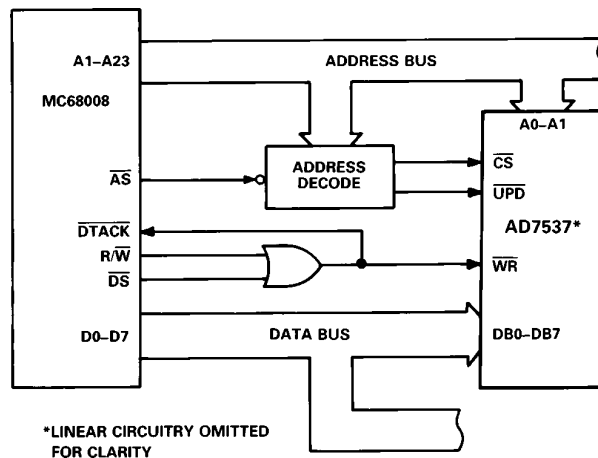 A1–A23
MC68008
AS
DTACK
R/W
DS
D0–D7
ADDRESS BUS
ADDRESS
DECODE
A0–A1
CS
UPD
AD7537*
WR
DB0–DB7
DATA BUS
*LINEAR CIRCUITRY OMITTED
FOR CLARITY